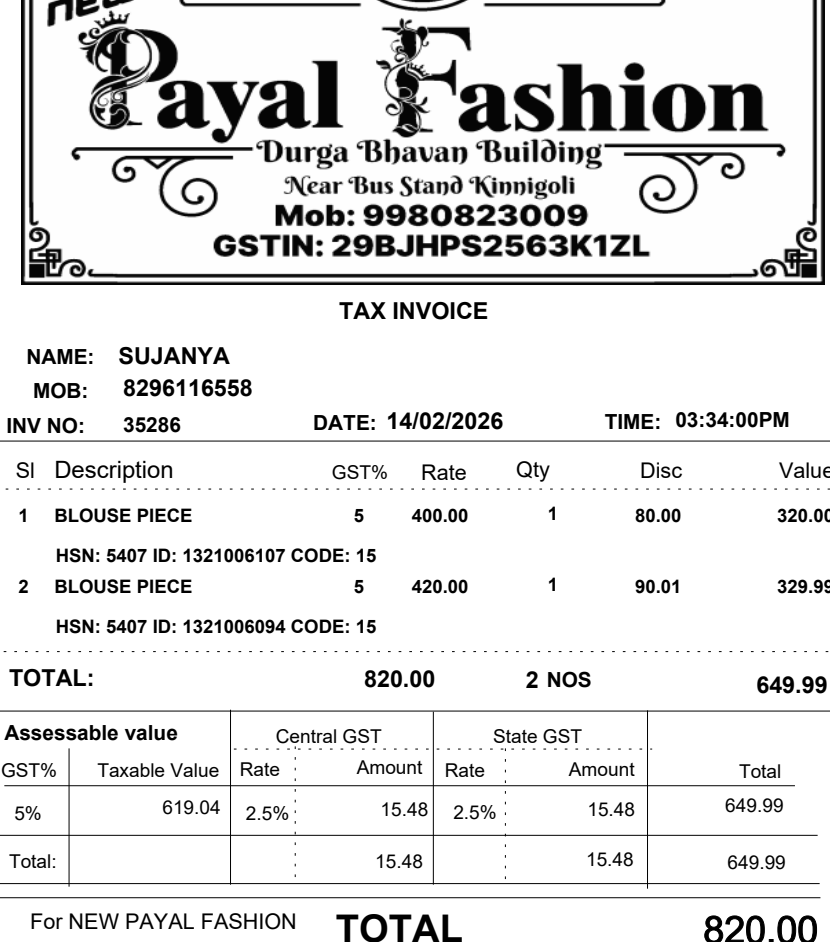 new
Payal Fashion
Durga Bhavan Building
Near Bus Stand Kinnigoli
Mob: 9980823009
GSTIN: 29BJHPS2563K1ZL
TAX INVOICE
NAME: SUJANYA
MOB: 8296116558
INV NO: 35286 DATE: 14/02/2026 TIME: 03:34:00PM
Sl Description GST% Rate Qty Disc Value
1 BLOUSE PIECE 5 400.00 1 80.00 320.00
HSN: 5407 ID: 1321006107 CODE: 15
2 BLOUSE PIECE 5 420.00 1 90.01 329.99
HSN: 5407 ID: 1321006094 CODE: 15
TOTAL: 820.00 2 NOS 649.99
Assessable value Central GST State GST
GST% Taxable Value Rate Amount Rate Amount Total
5% 619.04 2.5% 15.48 2.5% 15.48 649.99
Total: 15.48 15.48 649.99
For NEW PAYAL FASHION TOTAL 820.00